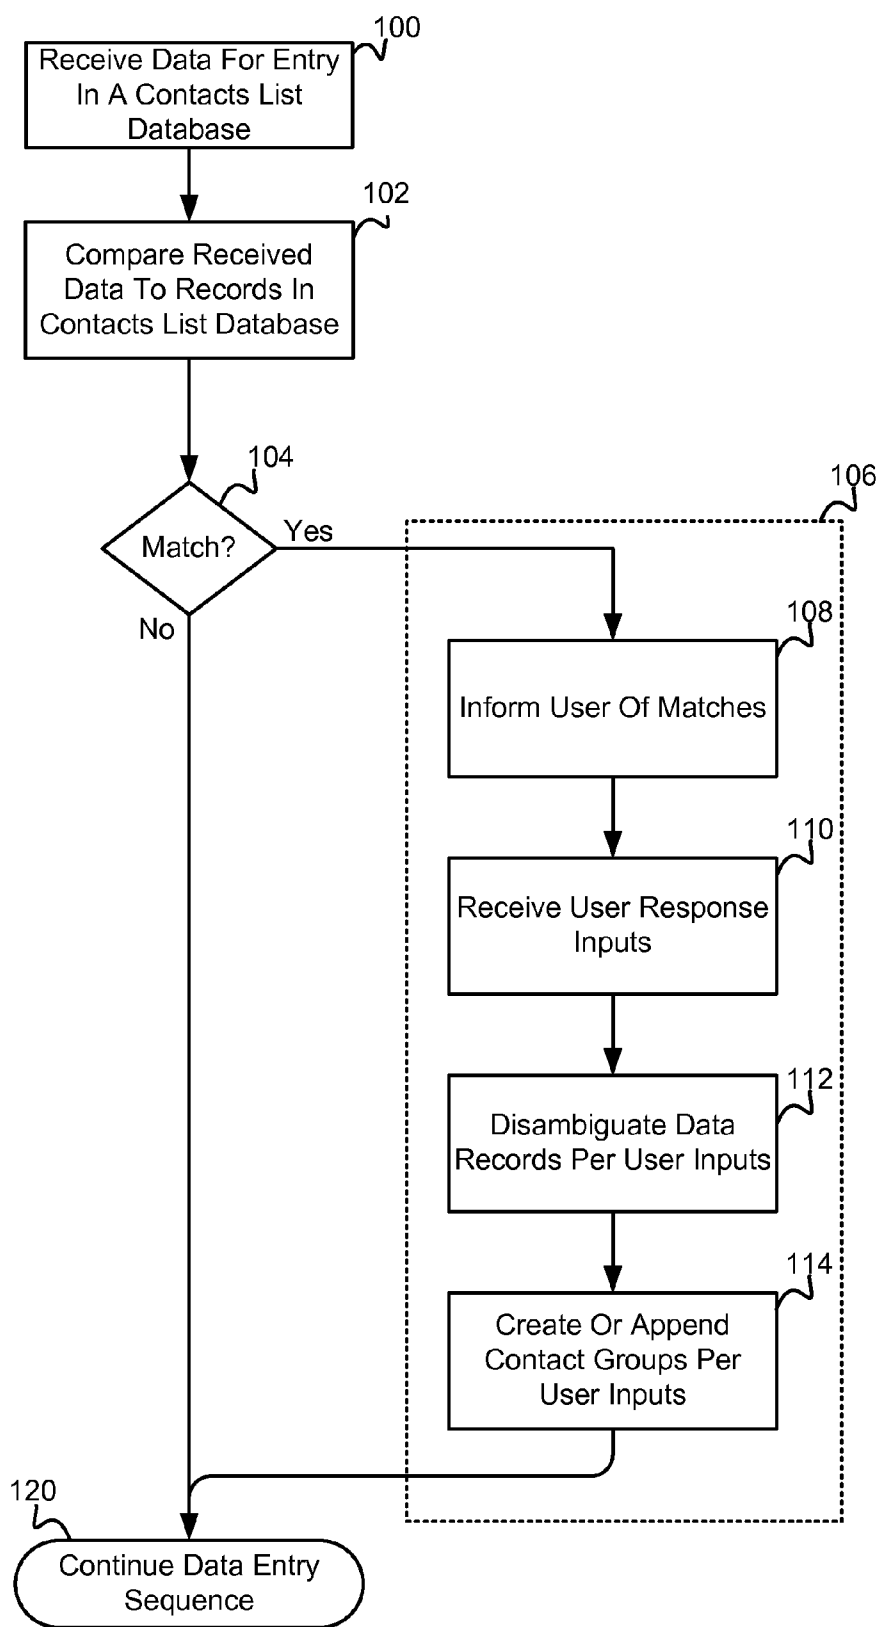 100
Receive Data For Entry
In A Contacts List
Database
102
Compare Received
Data To Records In
Contacts List Database
104
Match?
Yes
No
106
108
Inform User Of Matches
110
Receive User Response
Inputs
112
Disambiguate Data
Records Per User Inputs
114
Create Or Append
Contact Groups Per
User Inputs
120
Continue Data Entry
Sequence